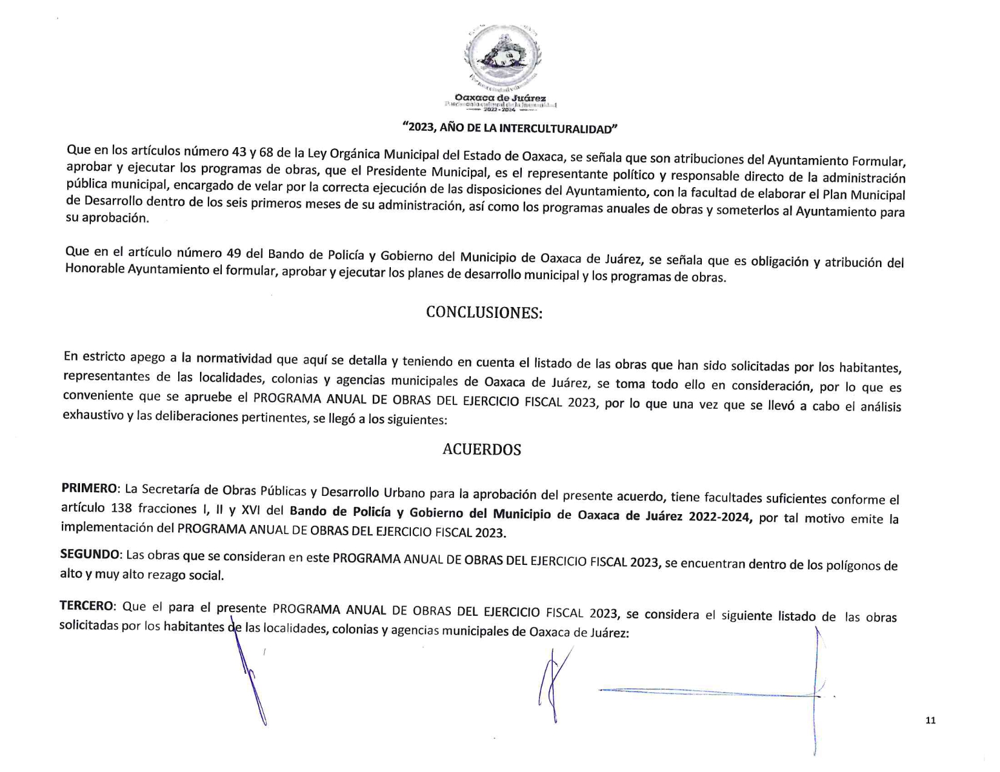 Oaxaca de Juárez
Patrimonio cultural de la humanidad
2022-2024
“2023, AÑO DE LA INTERCULTURALIDAD”
Que en los artículos número 43 y 68 de la Ley Orgánica Municipal del Estado de Oaxaca, se señala que son atribuciones del Ayuntamiento Formular,
aprobar y ejecutar los programas de obras, que el Presidente Municipal, es el representante político y responsable directo de la administración
pública municipal, encargado de velar por la correcta ejecución de las disposiciones del Ayuntamiento, con la facultad de elaborar el Plan Municipal
de Desarrollo dentro de los seis primeros meses de su administración, así como los programas anuales de obras y someterlos al Ayuntamiento para
su aprobación.
Que en el artículo número 49 del Bando de Policía y Gobierno del Municipio de Oaxaca de Juárez, se señala que es obligación y atribución del
Honorable Ayuntamiento el formular, aprobar y ejecutar los planes de desarrollo municipal y los programas de obras.
CONCLUSIONES:
En estricto apego a la normatividad que aquí se detalla y teniendo en cuenta el listado de las obras que han sido solicitadas por los habitantes,
representantes de las localidades, colonias y agencias municipales de Oaxaca de Juárez, se toma todo ello en consideración, por lo que es
conveniente que se apruebe el PROGRAMA ANUAL DE OBRAS DEL EJERCICIO FISCAL 2023, por lo que una vez que se llevó a cabo el análisis
exhaustivo y las deliberaciones pertinentes, se llegó a los siguientes:
ACUERDOS
PRIMERO: La Secretaría de Obras Públicas y Desarrollo Urbano para la aprobación del presente acuerdo, tiene facultades suficientes conforme el
artículo 138 fracciones I, II y XVI del Bando de Policía y Gobierno del Municipio de Oaxaca de Juárez 2022-2024, por tal motivo emite la
implementación del PROGRAMA ANUAL DE OBRAS DEL EJERCICIO FISCAL 2023.
SEGUNDO: Las obras que se consideran en este PROGRAMA ANUAL DE OBRAS DEL EJERCICIO FISCAL 2023, se encuentran dentro de los polígonos de
alto y muy alto rezago social.
TERCERO: Que el para el presente PROGRAMA ANUAL DE OBRAS DEL EJERCICIO FISCAL 2023, se considera el siguiente listado de las obras
solicitadas por los habitantes de las localidades, colonias y agencias municipales de Oaxaca de Juárez:
11